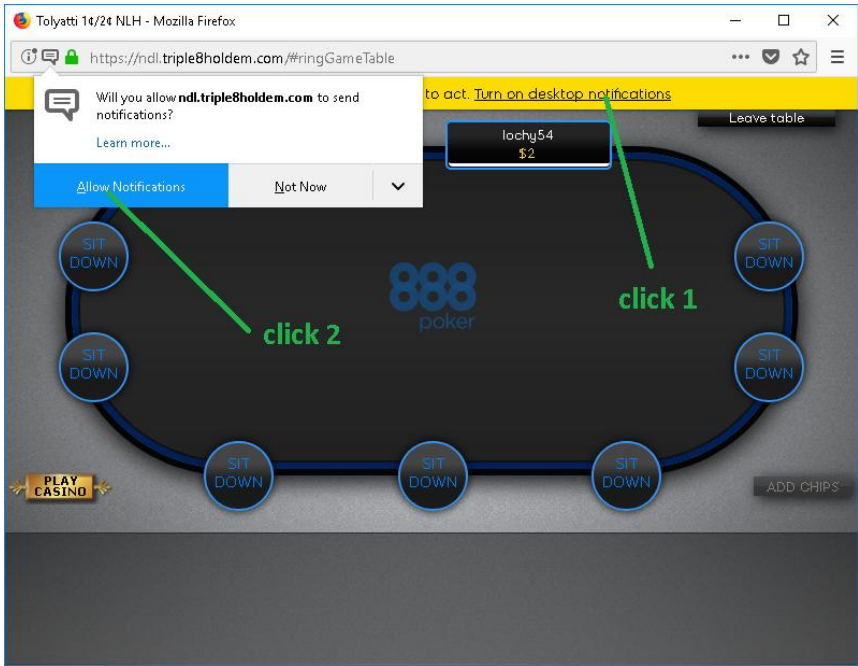 Tolyatti 1¢/2¢ NLH - Mozilla Firefox
https://ndl.triple8holdem.com/#ringGameTable
to act. Turn on desktop notifications
Will you allow ndl.triple8holdem.com to send
notifications?
Learn more...
Allow Notifications
Not Now
Leave table
lochy54
$2
SIT
DOWN
SIT
DOWN
888
poker
click 1
click 2
SIT
DOWN
SIT
DOWN
SIT
DOWN
SIT
DOWN
SIT
DOWN
PLAY
CASINO
ADD CHIPS